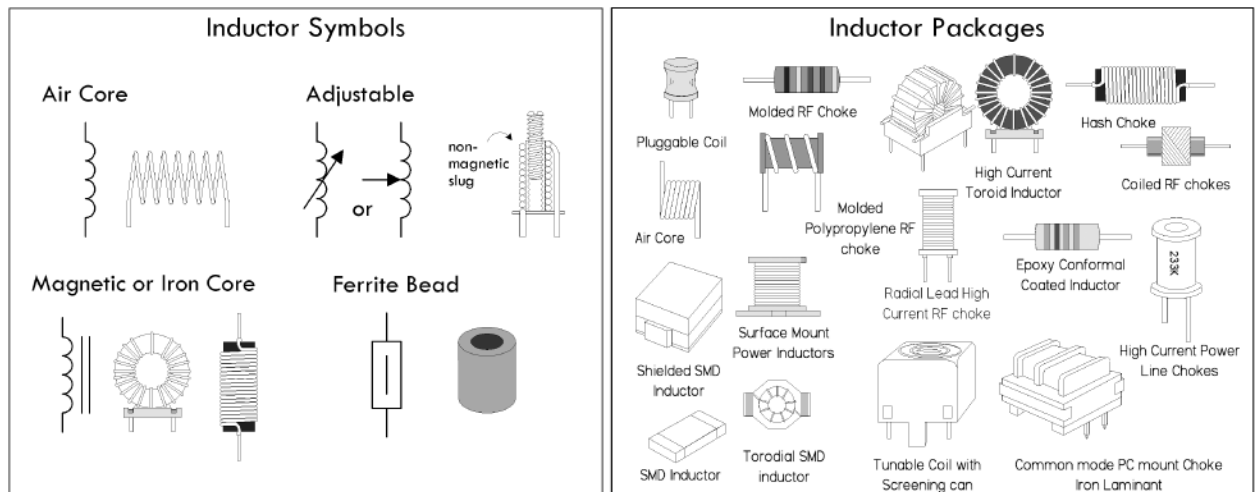 Inductor Symbols
Air Core
Adjustable
non-
magnetic
slug
or
Magnetic or Iron Core
Ferrite Bead
Inductor Packages
Pluggable Coil
Molded RF Choke
High Current
Toroid Inductor
Hash Choke
Coiled RF chokes
Air Core
Molded
Polypropylene RF
choke
Radial Lead High
Current RF choke
Epoxy Conformal
Coated Inductor
233K
High Current Power
Line Chokes
Shielded SMD
Inductor
Surface Mount
Power Inductors
SMD Inductor
Torodial SMD
inductor
Tunable Coil with
Screening can
Common mode PC mount Choke
Iron Laminant